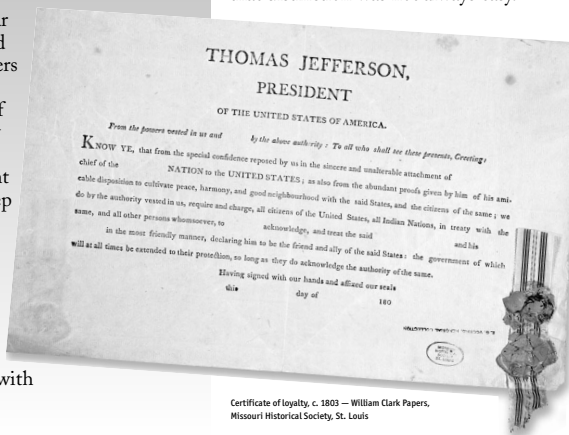 ar
d
ers
of
nt
ep
with
THOMAS JEFFERSON,
PRESIDENT
OF THE UNITED STATES OF AMERICA.
From the powers vested in us and by the above authority: To all who shall see these presents, Greeting:
KNOW YE, that from the special confidence reposed by us in the sincere and unalterable attachment of
chief of the NATION to the UNITED STATES; as also from the abundant proofs given by him of his ami-
cable disposition to cultivate peace, harmony, and good neighbourhood with the said States, and the citizens of the same; we
do by the authority vested in us, require and charge, all citizens of the United States, all Indian Nations, in treaty with the
same, and all other persons whomsoever, to acknowledge, and treat the said and his
in the most friendly manner, declaring him to be the friend and ally of the said States: the government of which
will at all times be extended to their protection, so long as they do acknowledge the authority of the same.
Having signed with our hands and affixed our seals
this day of 180
Certificate of loyalty, c. 1803 — William Clark Papers,
Missouri Historical Society, St. Louis